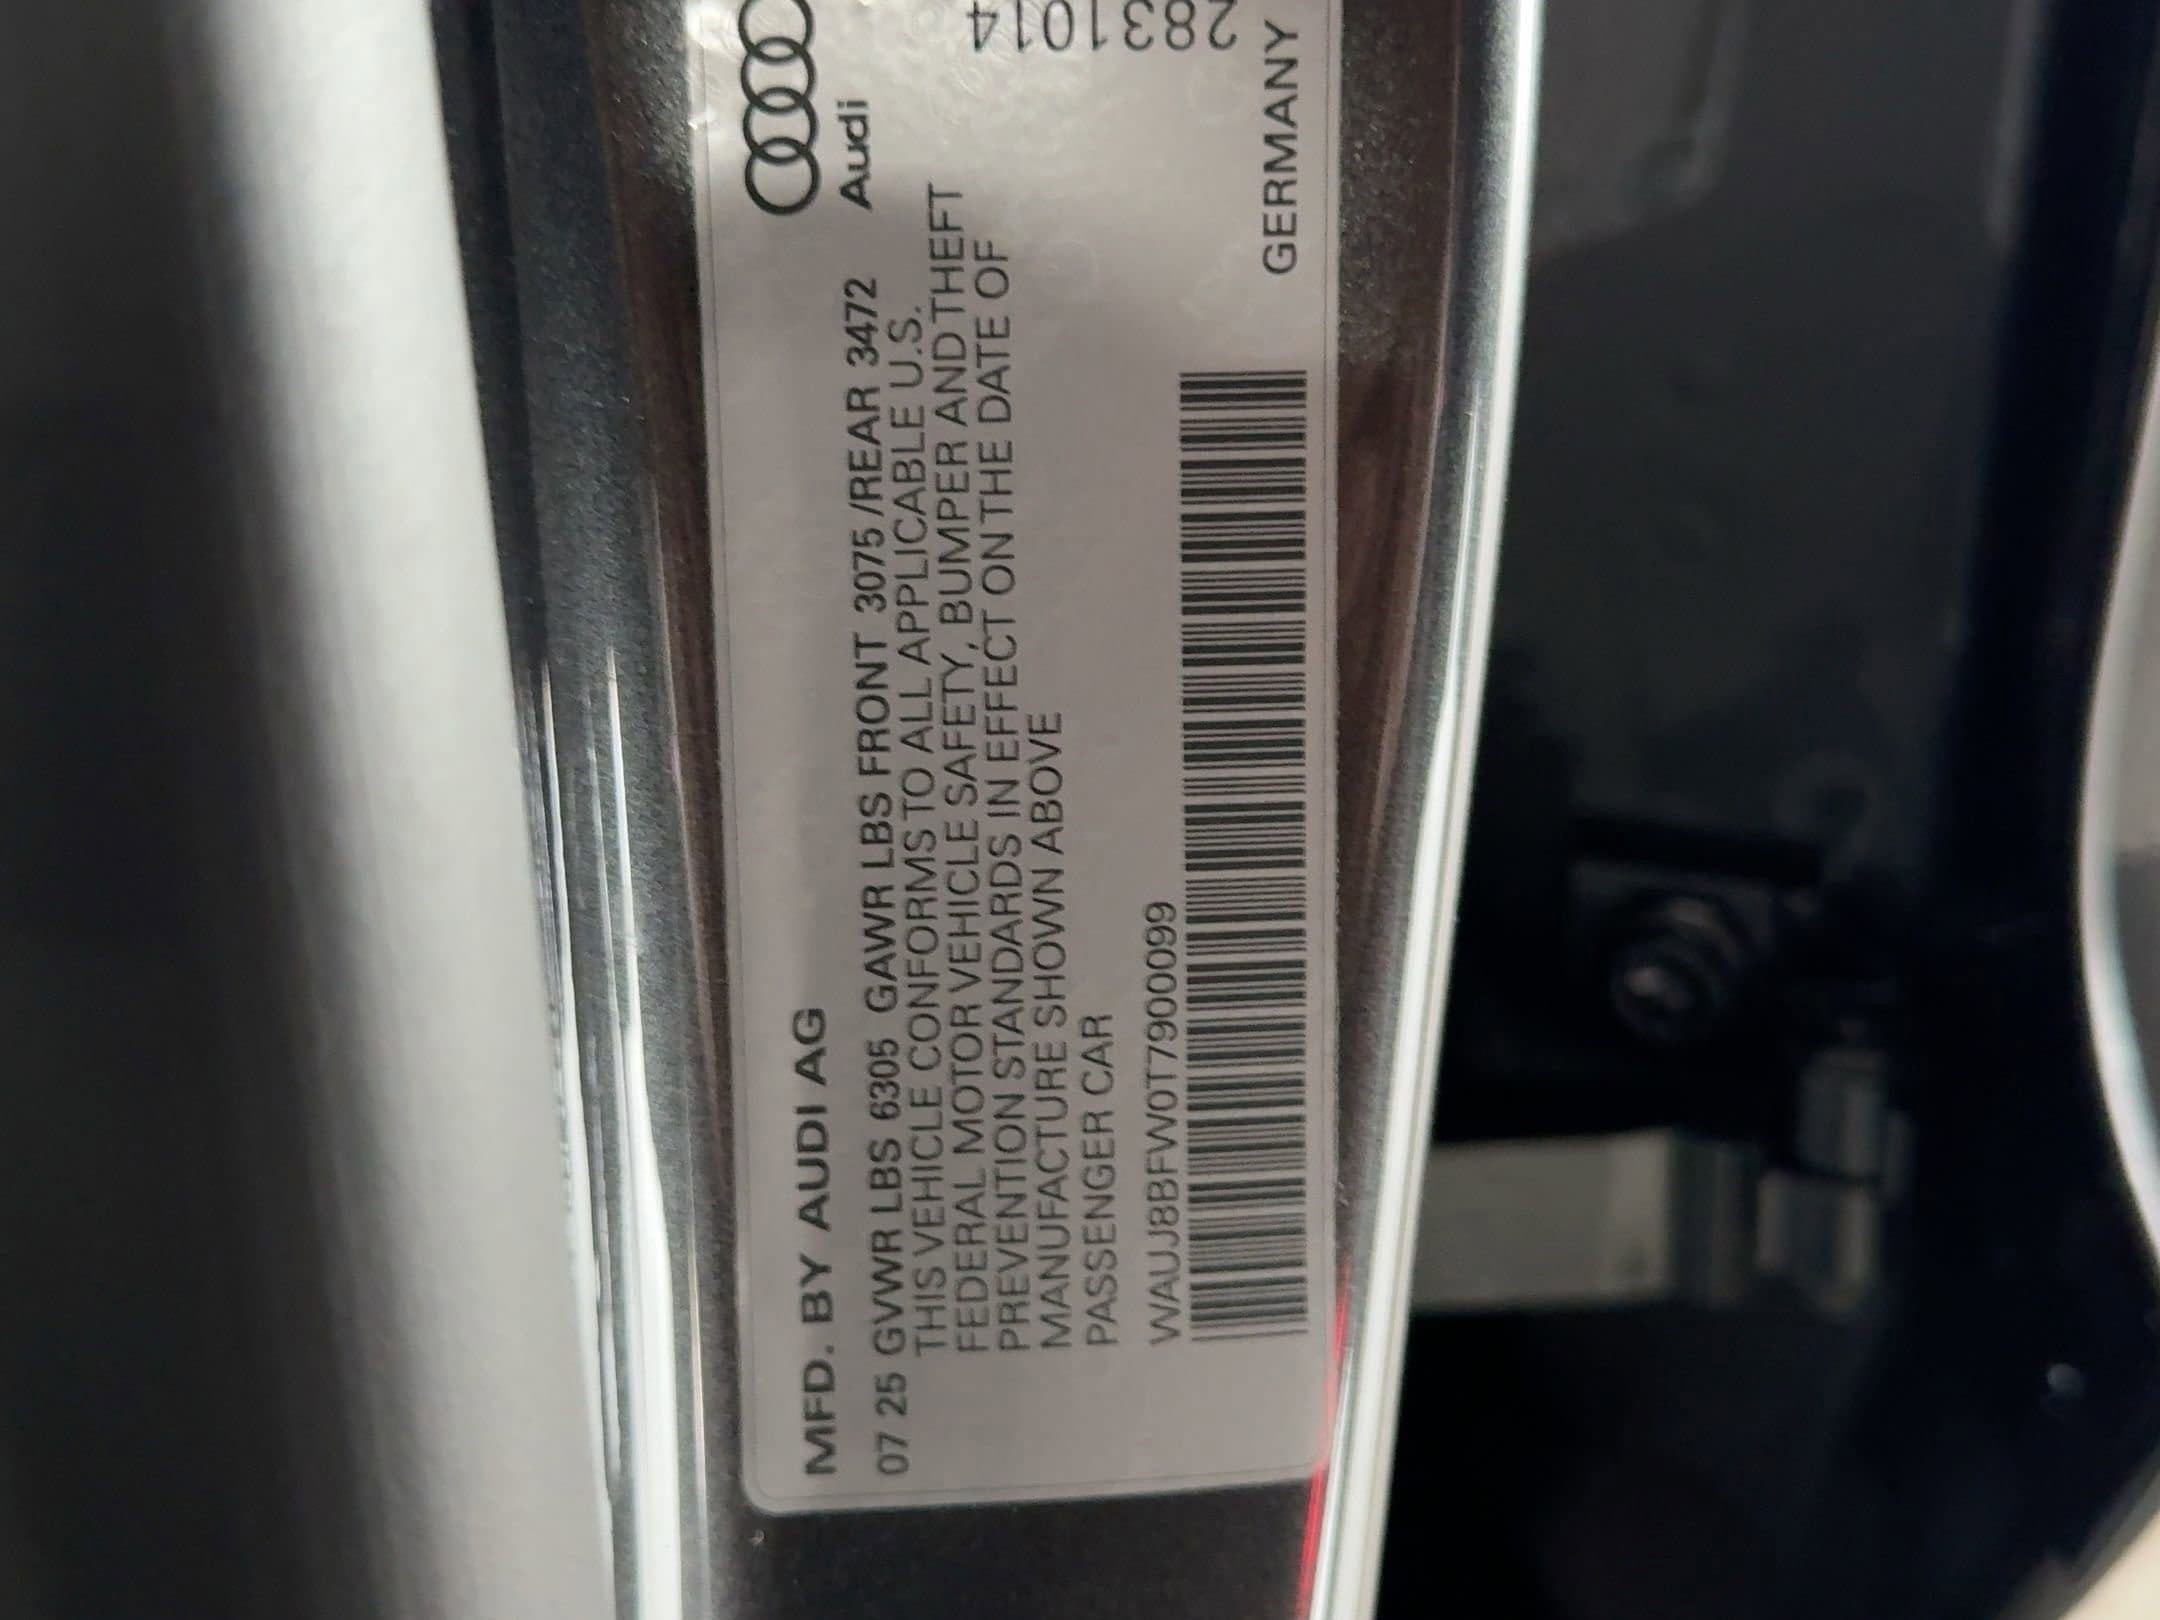 MFD. BY AUDI AG
Audi
07 25 GVWR LBS 6305 GAWR LBS FRONT 3075 /REAR 3472
THIS VEHICLE CONFORMS TO ALL APPLICABLE U.S.
FEDERAL MOTOR VEHICLE SAFETY, BUMPER AND THEFT
PREVENTION STANDARDS IN EFFECT ON THE DATE OF
MANUFACTURE SHOWN ABOVE
PASSENGER CAR
WAUJ8BFW0T7900099
2831014
GERMANY